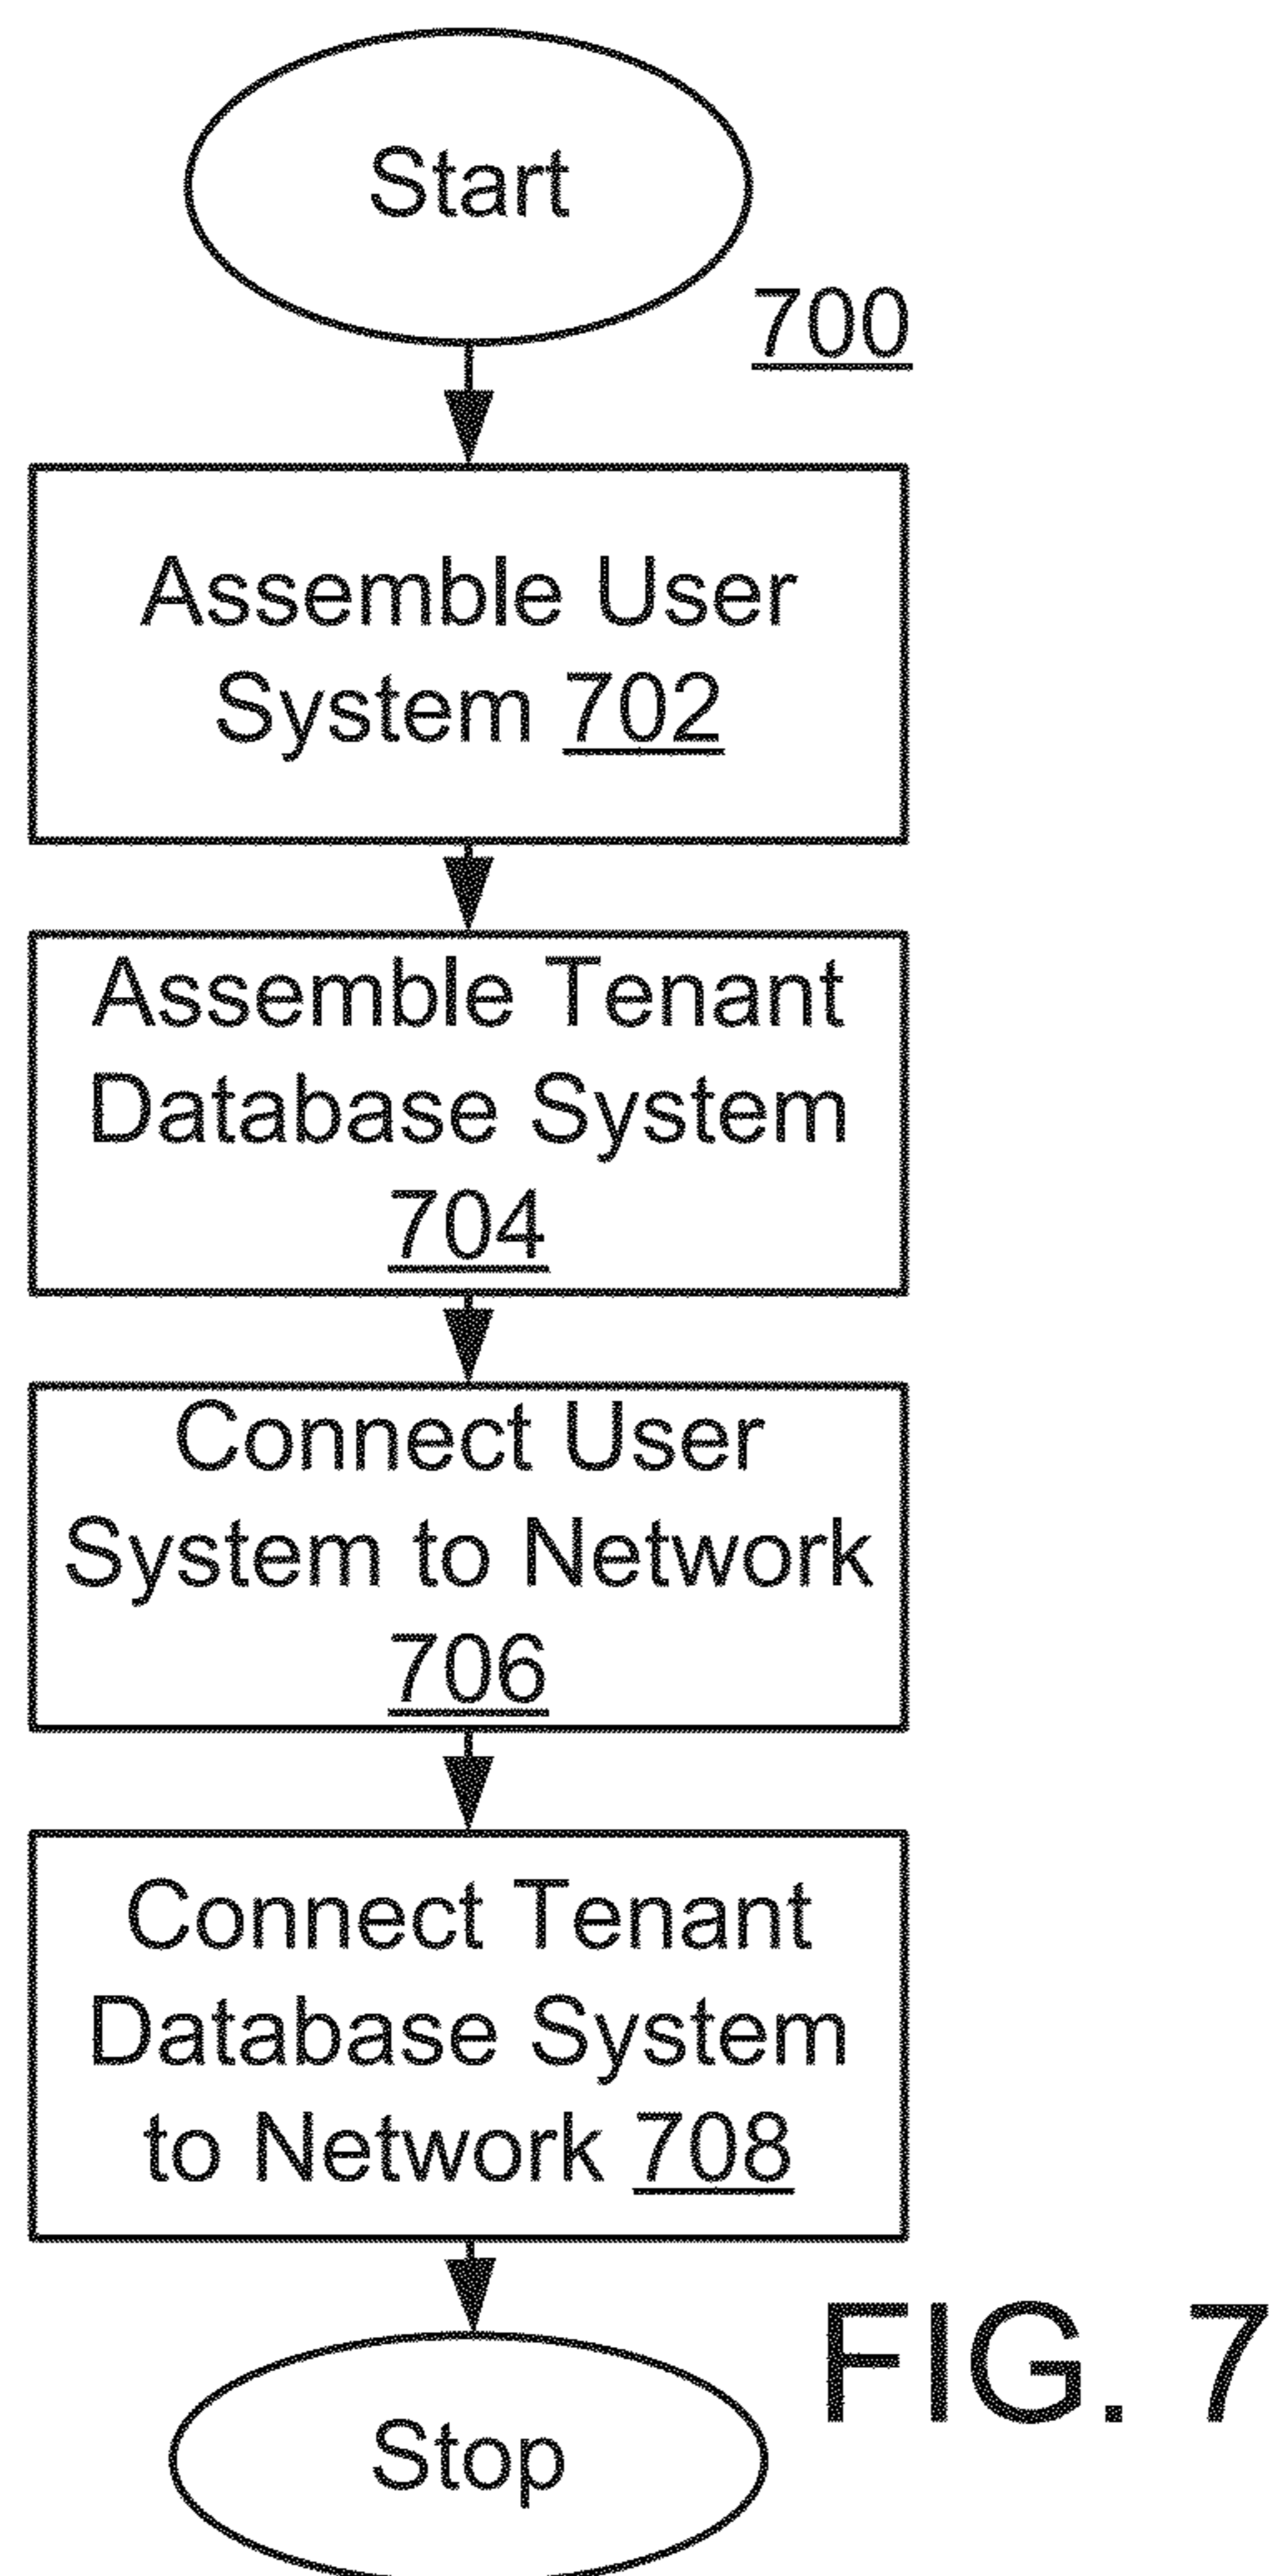 Start
700
Assemble User
System 702
Assemble Tenant
Database System
704
Connect User
System to Network
706
Connect Tenant
Database System
to Network 708
FIG. 7
Stop